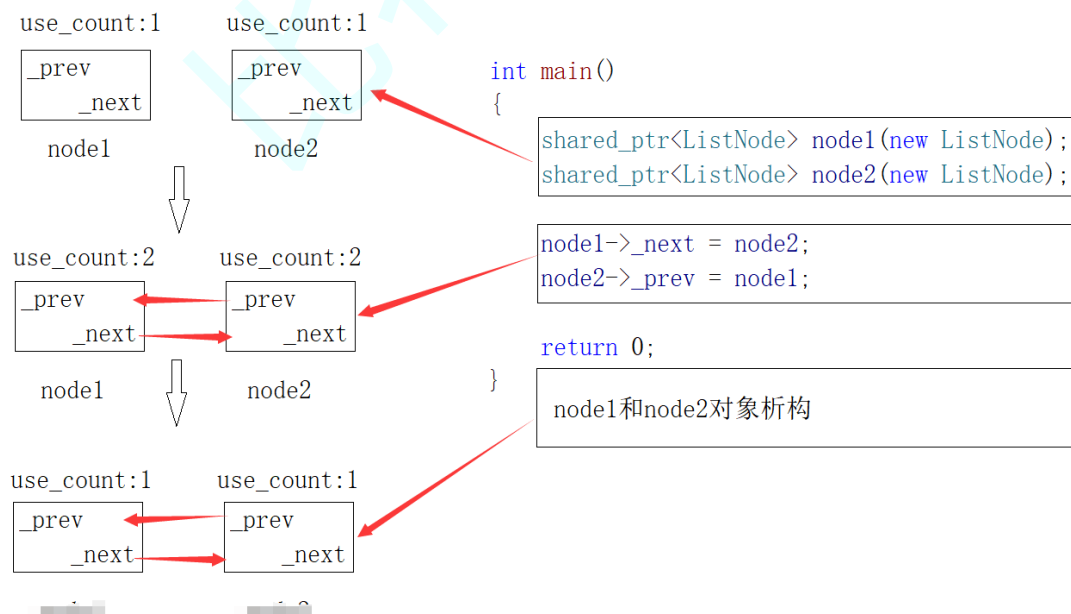 use_count:1 use_count:1
_prev _prev
_next _next
node1 node2
use_count:2 use_count:2
_prev _prev
_next _next
node1 node2
use_count:1 use_count:1
_prev _prev
_next _next
int main()
{
shared_ptr<ListNode> node1(new ListNode);
shared_ptr<ListNode> node2(new ListNode);
node1->_next = node2;
node2->_prev = node1;
return 0;
}
node1和node2对象析构